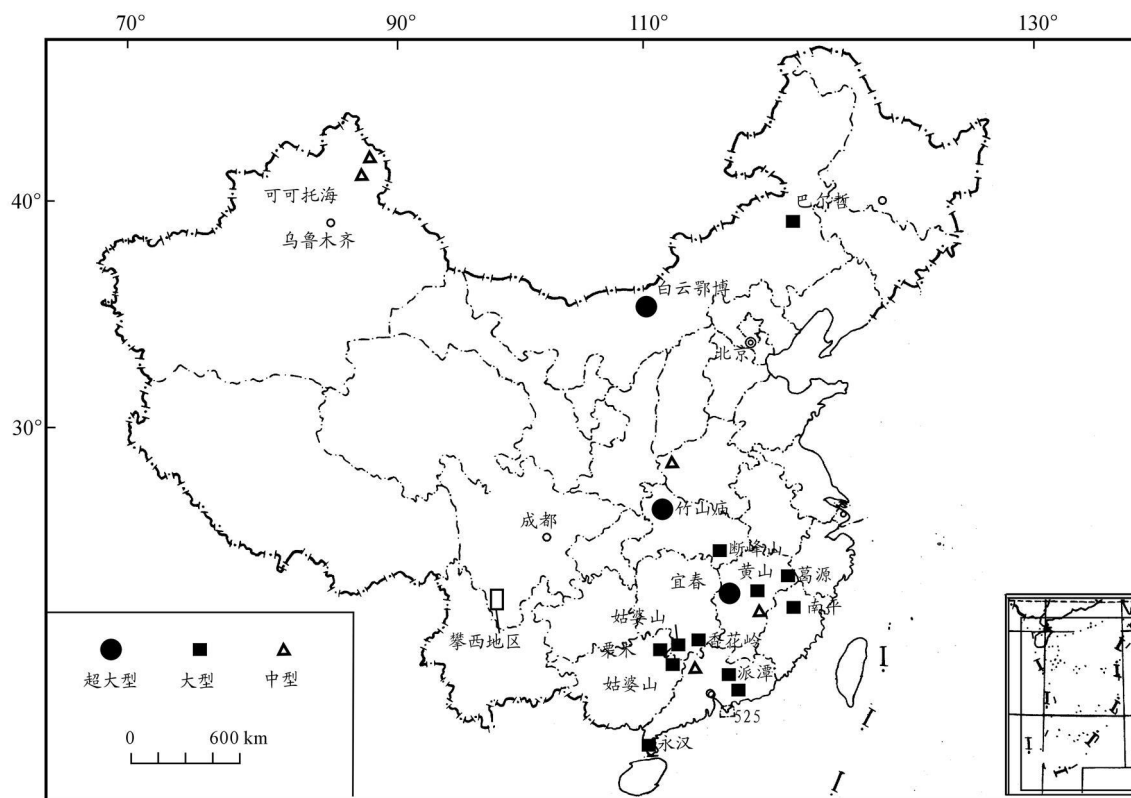 70°
90°
110°
130°
40°
30°
可可托海
乌鲁木齐
巴尔哲
白云鄂博
北京
竹山庙
成都
断峰山
黄山
葛源
宜春
南平
姑婆山
香花岭
攀西地区
栗木
姑婆山
派潭
525
永汉
超大型
大型
中型
0
600 km